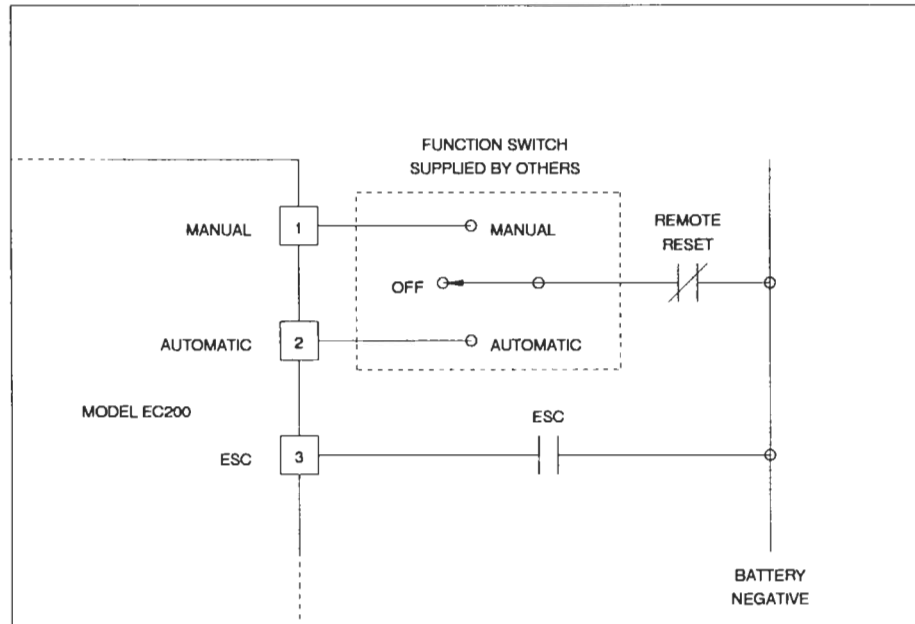 FUNCTION SWITCH
SUPPLIED BY OTHERS
MANUAL
1
MANUAL
REMOTE
RESET
OFF
AUTOMATIC
2
AUTOMATIC
MODEL EC200
ESC
ESC
3
BATTERY
NEGATIVE